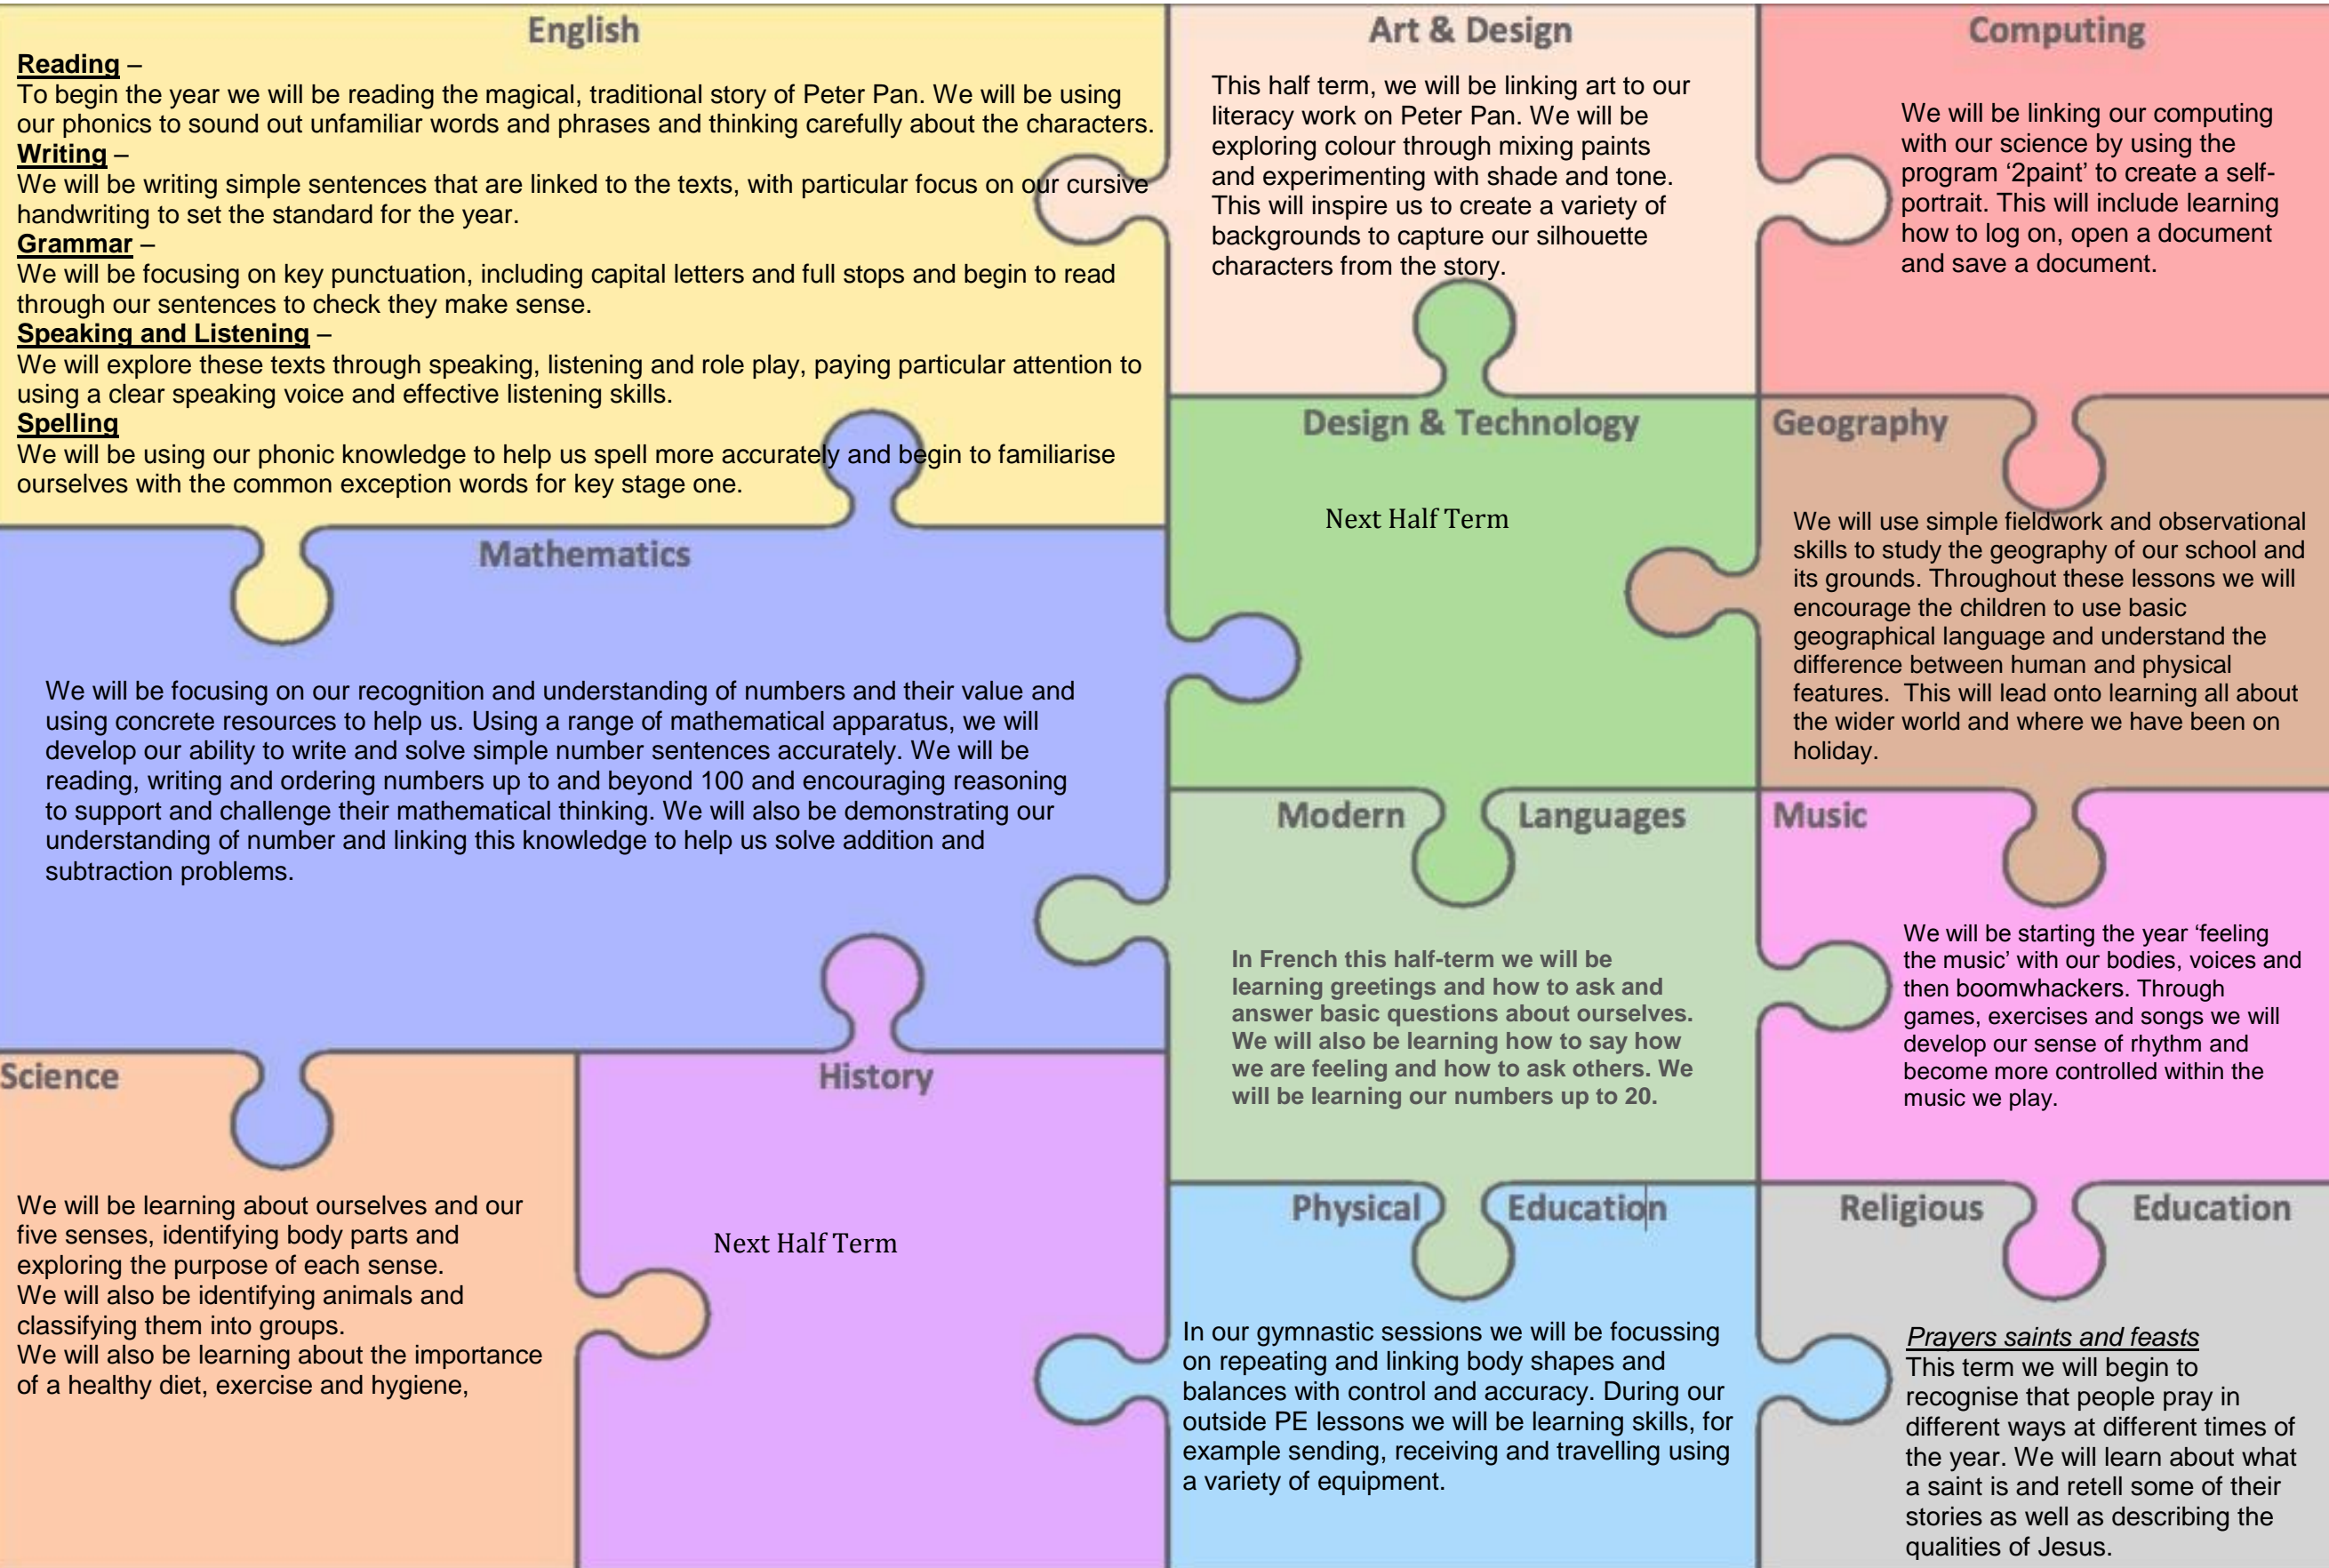 English
Reading –
To begin the year we will be reading the magical, traditional story of Peter Pan. We will be using
our phonics to sound out unfamiliar words and phrases and thinking carefully about the characters.
Writing –
We will be writing simple sentences that are linked to the texts, with particular focus on our cursive
handwriting to set the standard for the year.
Grammar –
We will be focusing on key punctuation, including capital letters and full stops and begin to read
through our sentences to check they make sense.
Speaking and Listening –
We will explore these texts through speaking, listening and role play, paying particular attention to
using a clear speaking voice and effective listening skills.
Spelling
We will be using our phonic knowledge to help us spell more accurately and begin to familiarise
ourselves with the common exception words for key stage one.
Art & Design
This half term, we will be linking art to our
literacy work on Peter Pan. We will be
exploring colour through mixing paints
and experimenting with shade and tone.
This will inspire us to create a variety of
backgrounds to capture our silhouette
characters from the story.
Computing
We will be linking our computing
with our science by using the
program ‘2paint’ to create a self-
portrait. This will include learning
how to log on, open a document
and save a document.
Mathematics
We will be focusing on our recognition and understanding of numbers and their value and
using concrete resources to help us. Using a range of mathematical apparatus, we will
develop our ability to write and solve simple number sentences accurately. We will be
reading, writing and ordering numbers up to and beyond 100 and encouraging reasoning
to support and challenge their mathematical thinking. We will also be demonstrating our
understanding of number and linking this knowledge to help us solve addition and
subtraction problems.
Design & Technology
Next Half Term
Geography
We will use simple fieldwork and observational
skills to study the geography of our school and
its grounds. Throughout these lessons we will
encourage the children to use basic
geographical language and understand the
difference between human and physical
features.  This will lead onto learning all about
the wider world and where we have been on
holiday.
Modern Languages
In French this half-term we will be
learning greetings and how to ask and
answer basic questions about ourselves.
We will also be learning how to say how
we are feeling and how to ask others. We
will be learning our numbers up to 20.
Music
We will be starting the year ‘feeling
the music’ with our bodies, voices and
then boomwhackers. Through
games, exercises and songs we will
develop our sense of rhythm and
become more controlled within the
music we play.
Science
We will be learning about ourselves and our
five senses, identifying body parts and
exploring the purpose of each sense.
We will also be identifying animals and
classifying them into groups.
We will also be learning about the importance
of a healthy diet, exercise and hygiene,
History
Next Half Term
Physical Education
In our gymnastic sessions we will be focussing
on repeating and linking body shapes and
balances with control and accuracy. During our
outside PE lessons we will be learning skills, for
example sending, receiving and travelling using
a variety of equipment.
Religious Education
Prayers saints and feasts
This term we will begin to
recognise that people pray in
different ways at different times of
the year. We will learn about what
a saint is and retell some of their
stories as well as describing the
qualities of Jesus.